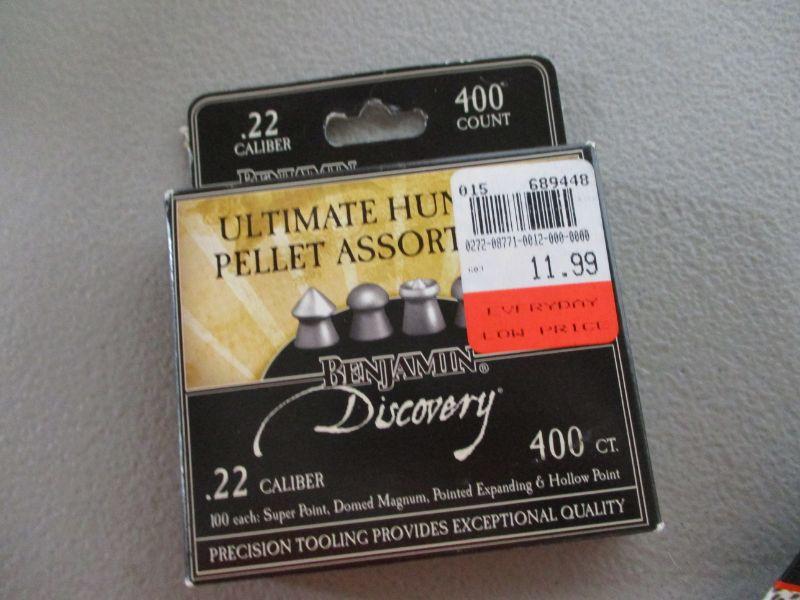 .22
CALIBER
400
COUNT
BENJAMIN
ULTIMATE HUN
PELLET ASSORT
015 689448
0272-08771-0012-000-0000
11.99
EVERYDAY
LOW PRICE
BENJAMIN®
Discovery
400 CT.
.22 CALIBER
100 each: Super Point, Domed Magnum, Pointed Expanding & Hollow Point
PRECISION TOOLING PROVIDES EXCEPTIONAL QUALITY